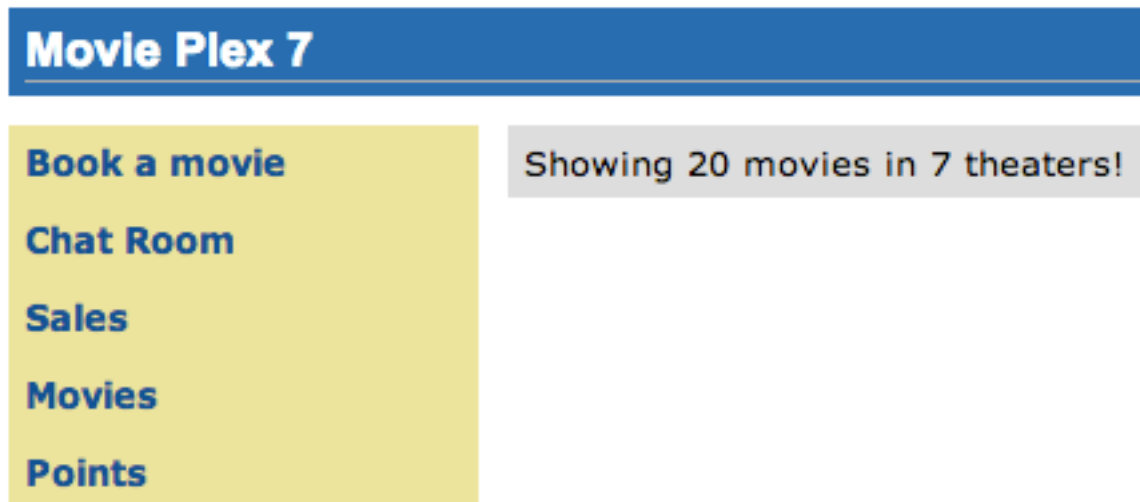 Movie Plex 7
Book a movie
Showing 20 movies in 7 theaters!
Chat Room
Sales
Movies
Points